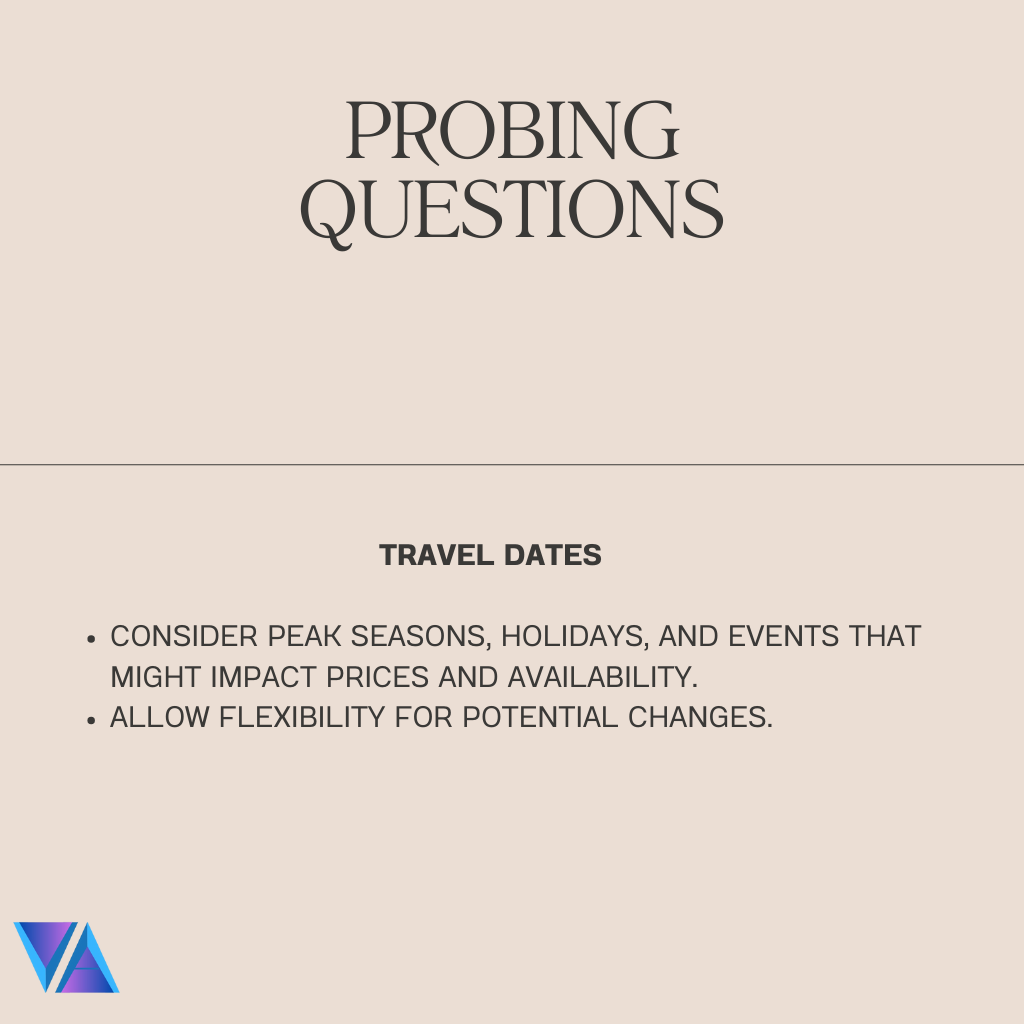 PROBING
QUESTIONS
TRAVEL DATES
• CONSIDER PEAK SEASONS, HOLIDAYS, AND EVENTS THAT
MIGHT IMPACT PRICES AND AVAILABILITY.
• ALLOW FLEXIBILITY FOR POTENTIAL CHANGES.
VA